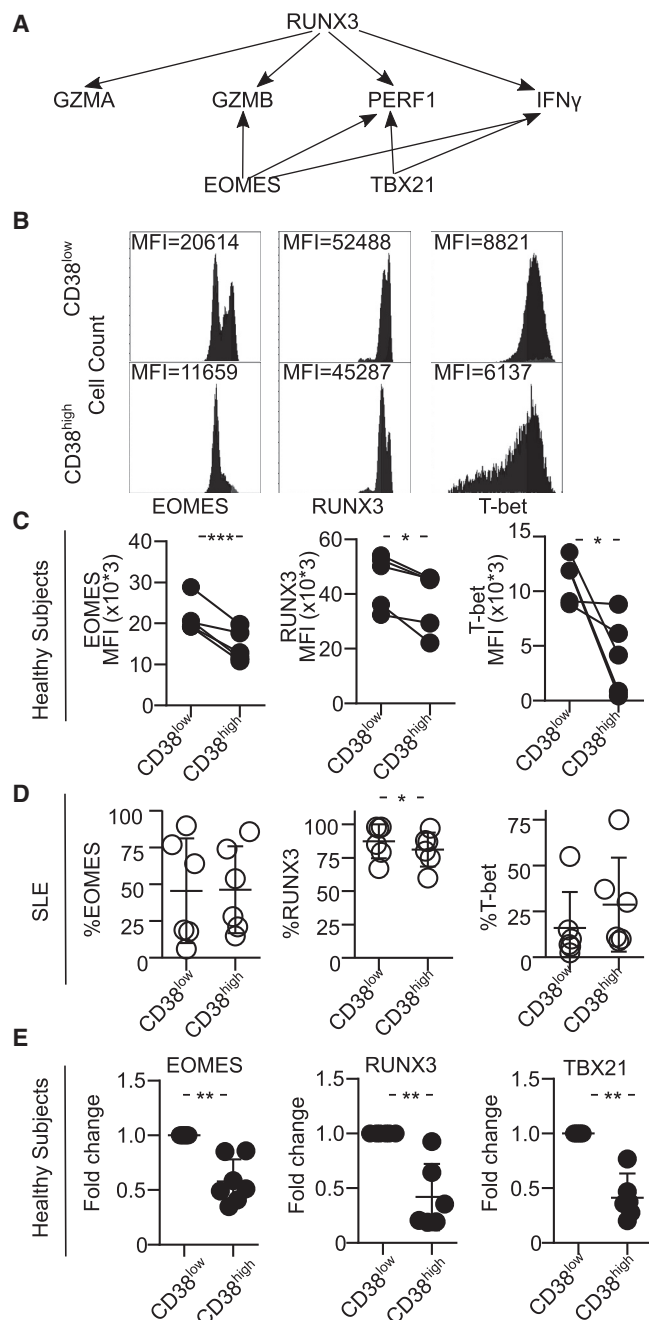 A
RUNX3
GZMA GZMB PERF1 IFNγ
EOMES TBX21
B
CD38low
CD38high
Cell Count
MFI=20614 MFI=52488 MFI=8821
MFI=11659 MFI=45287 MFI=6137
EOMES RUNX3 T-bet
C
Healthy Subjects
EOMES
MFI (x10*3)
40
30
20
10
0
***
CD38low CD38high
RUNX3
MFI (x10*3)
60
30
0
*
CD38low CD38high
T-bet
MFI (x10*3)
15
10
5
0
*
CD38low CD38high
D
SLE
%EOMES
100
75
50
25
0
CD38low CD38high
%RUNX3
100
75
50
25
0
*
CD38low CD38high
%T-bet
75
50
25
0
CD38low CD38high
E
Healthy Subjects
EOMES
Fold change
1.5
1.0
0.5
0
**
CD38low CD38high
RUNX3
Fold change
1.5
1.0
0.5
0
**
CD38low CD38high
TBX21
Fold change
1.5
1.0
0.5
0
**
CD38low CD38high